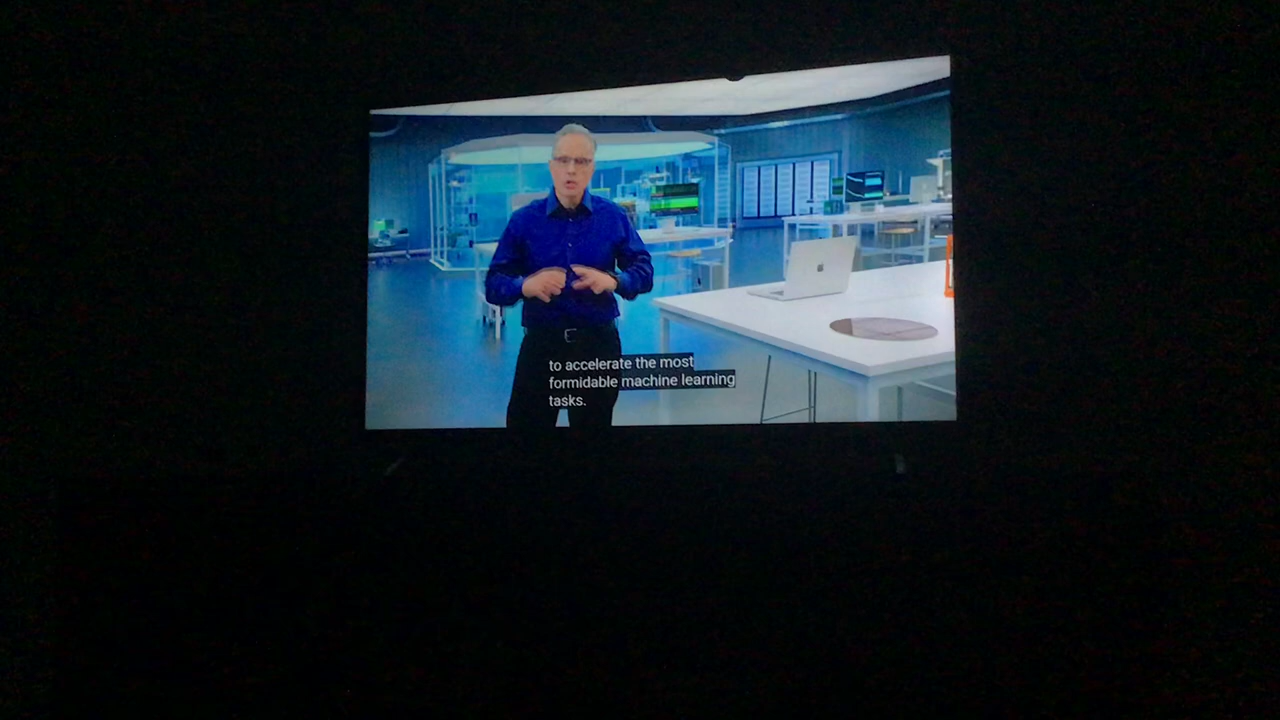 to accelerate the most
formidable machine learning
tasks.